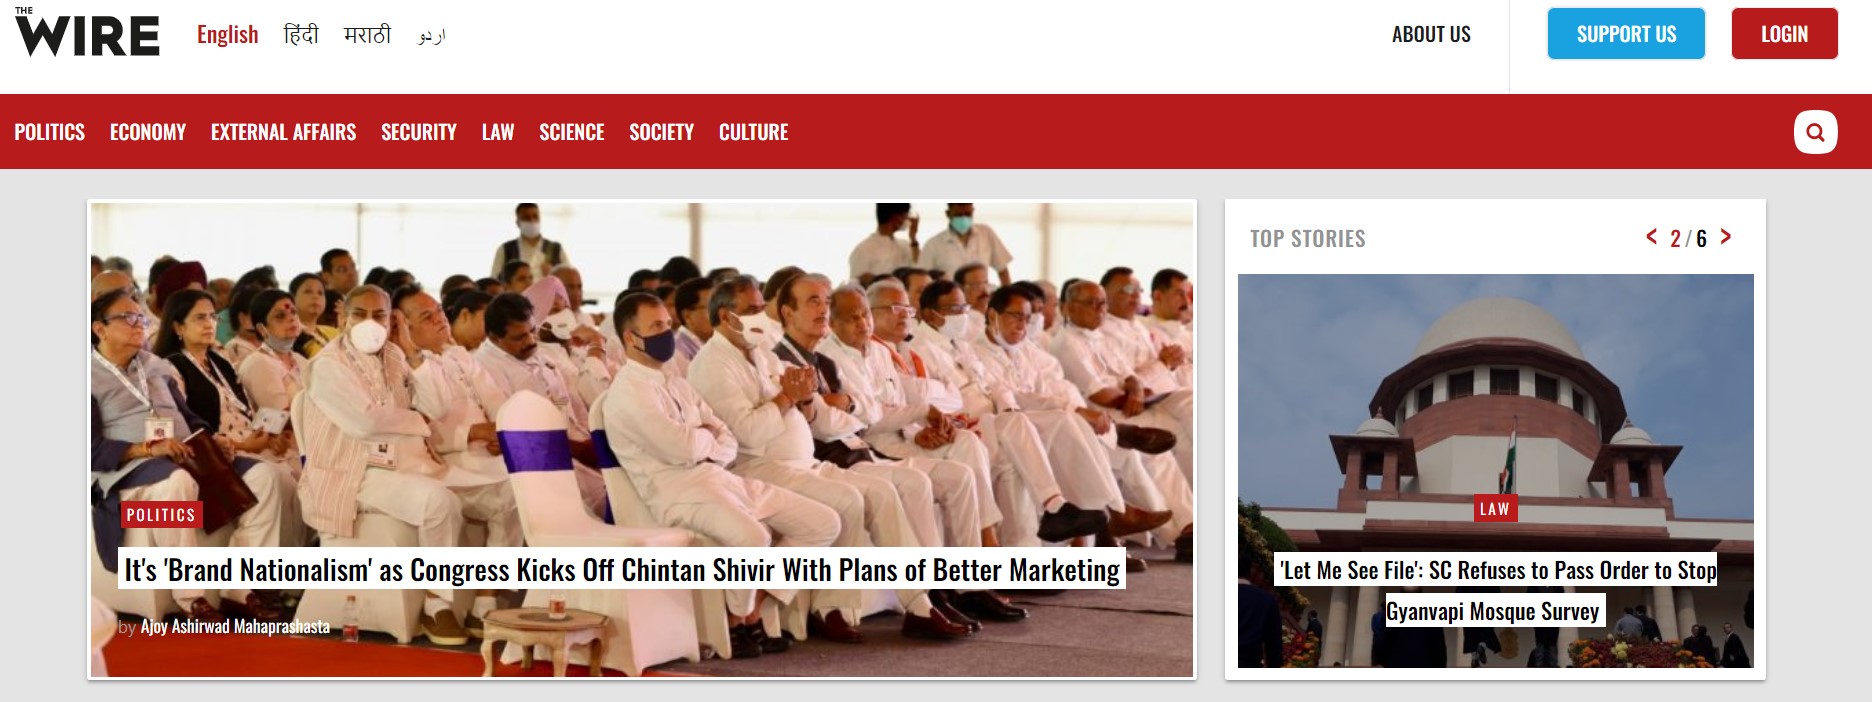 THE
WIRE
English हिंदी मराठी اردو
ABOUT US
SUPPORT US
LOGIN
POLITICS ECONOMY EXTERNAL AFFAIRS SECURITY LAW SCIENCE SOCIETY CULTURE
POLITICS
It's 'Brand Nationalism' as Congress Kicks Off Chintan Shivir With Plans of Better Marketing
by Ajoy Ashirwad Mahaprashasta
TOP STORIES
< 2/6 >
LAW
'Let Me See File': SC Refuses to Pass Order to Stop
Gyanvapi Mosque Survey